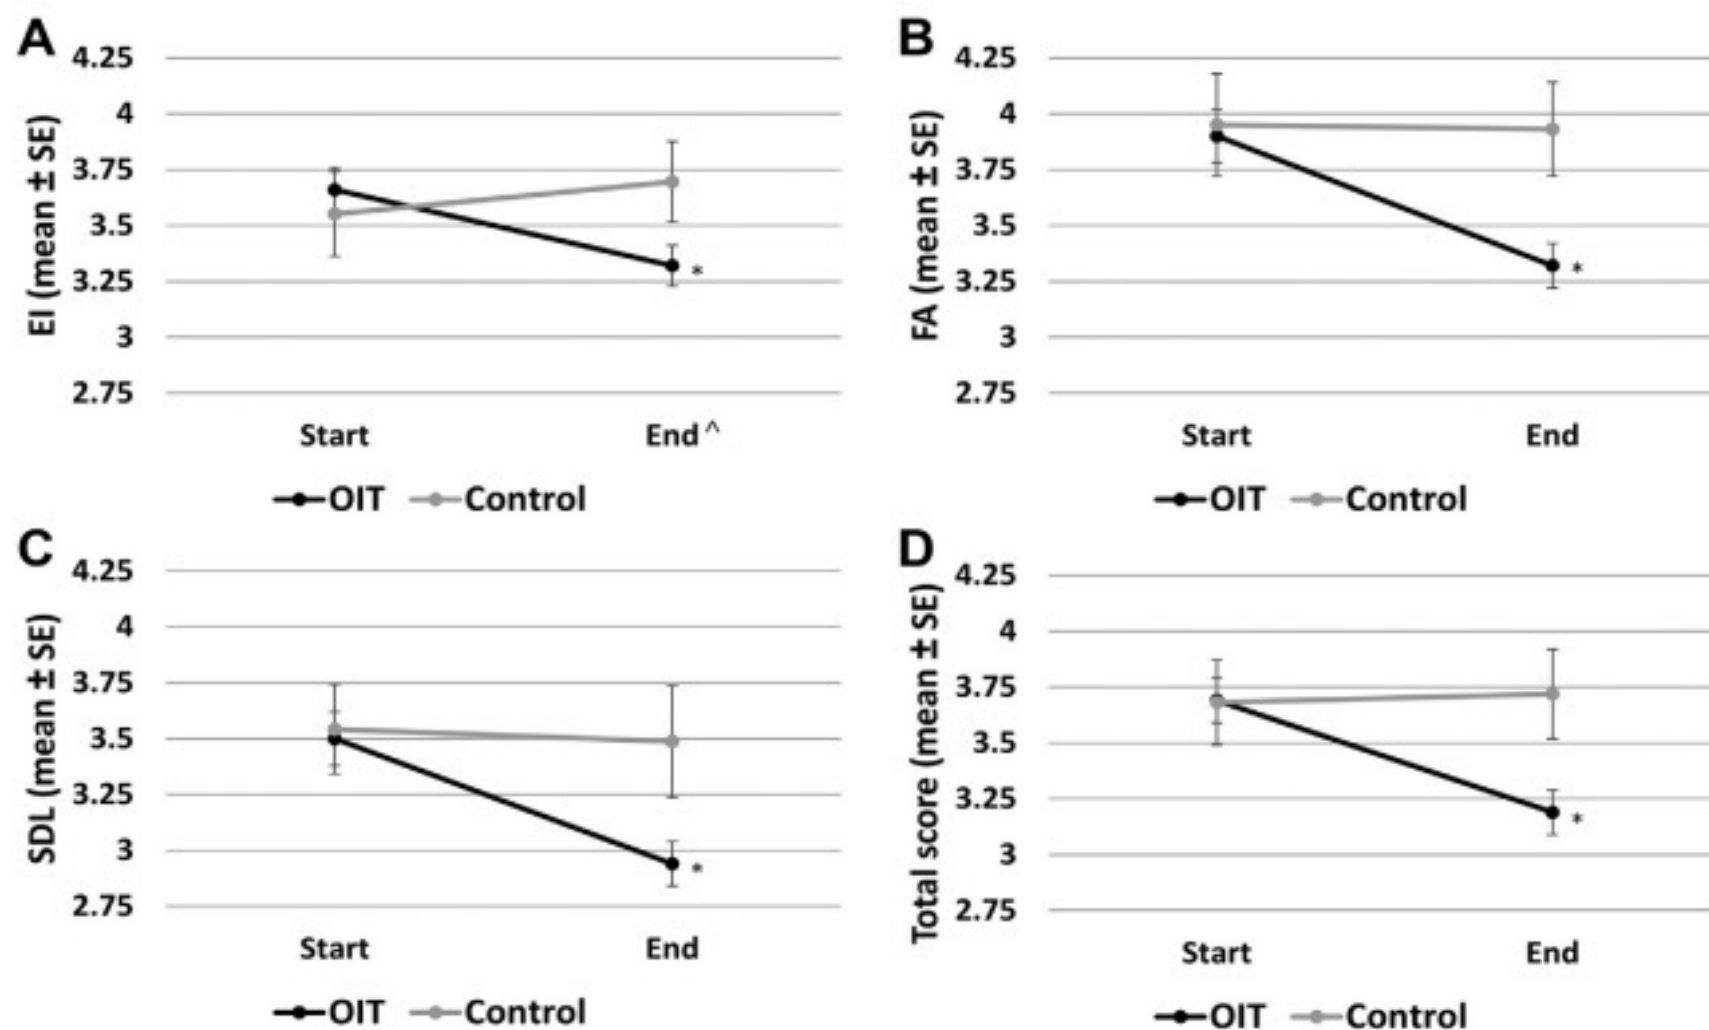 A
EI (mean ± SE)
4.25
4
3.75
3.5
3.25
3
2.75
*
Start End ^
OIT Control
B
FA (mean ± SE)
4.25
4
3.75
3.5
3.25
3
2.75
*
Start End
OIT Control
C
SDL (mean ± SE)
4.25
4
3.75
3.5
3.25
3
2.75
*
Start End
OIT Control
D
Total score (mean ± SE)
4.25
4
3.75
3.5
3.25
3
2.75
*
Start End
OIT Control